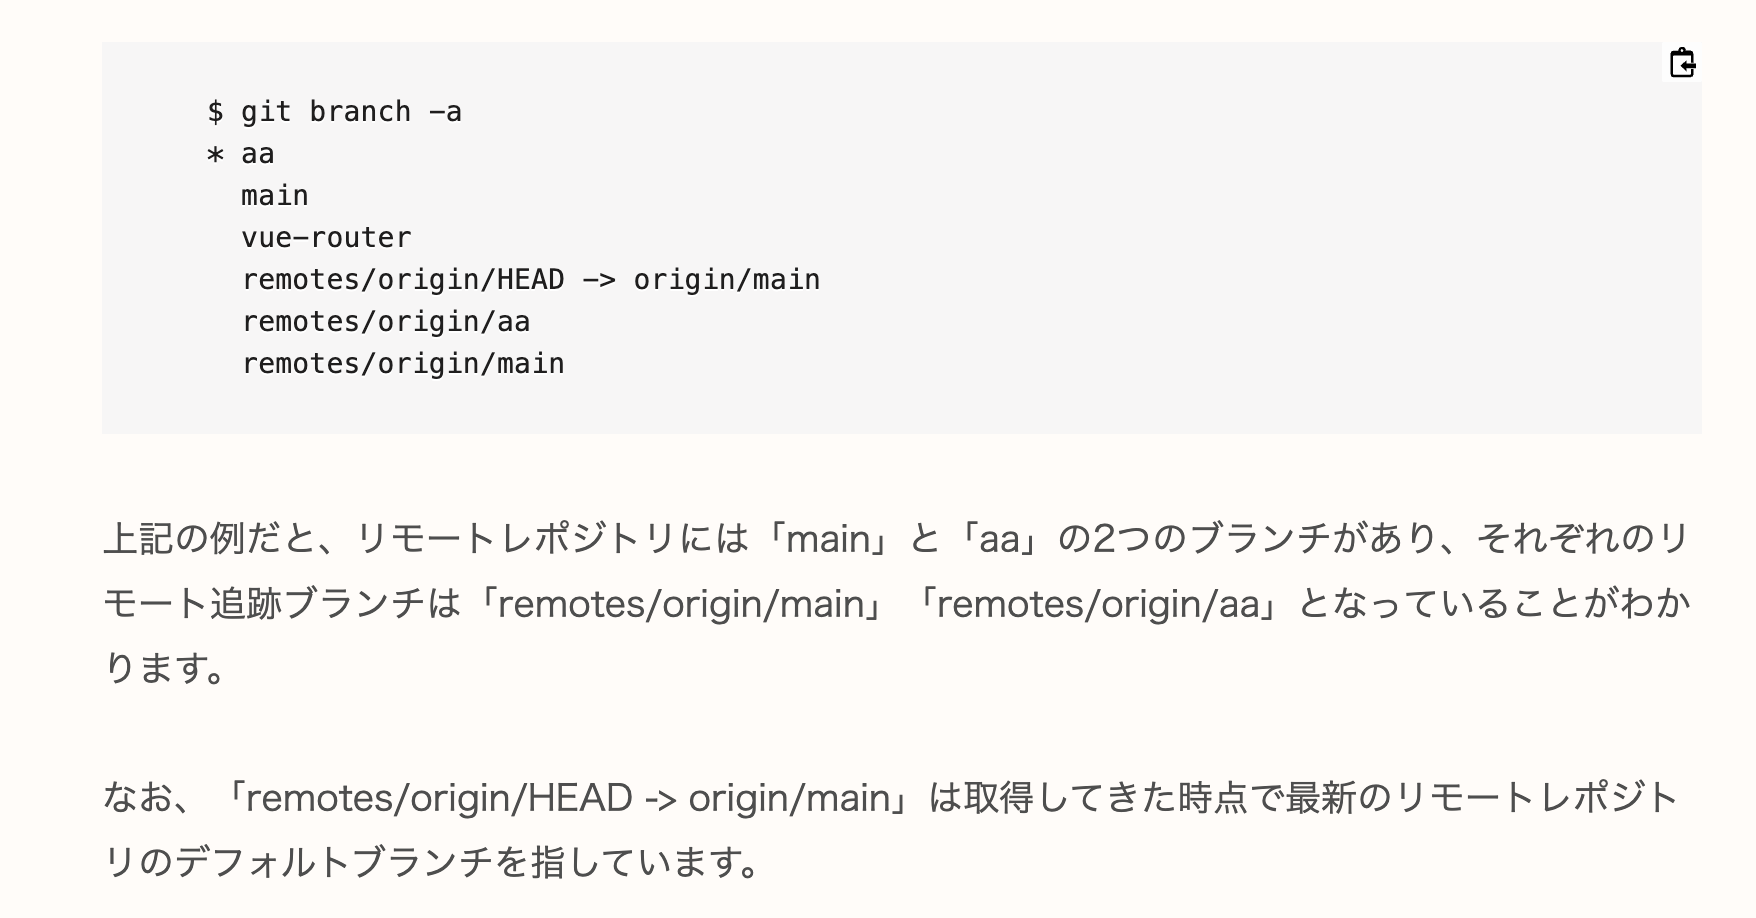 $ git branch -a
* aa
  main
  vue-router
  remotes/origin/HEAD -> origin/main
  remotes/origin/aa
  remotes/origin/main
上記の例だと、リモートレポジトリには「main」と「aa」の2つのブランチがあり、それぞれのリ
モート追跡ブランチは「remotes/origin/main」「remotes/origin/aa」となっていることがわか
ります。
なお、「remotes/origin/HEAD -> origin/main」は取得してきた時点で最新のリモートレポジト
リのデフォルトブランチを指しています。